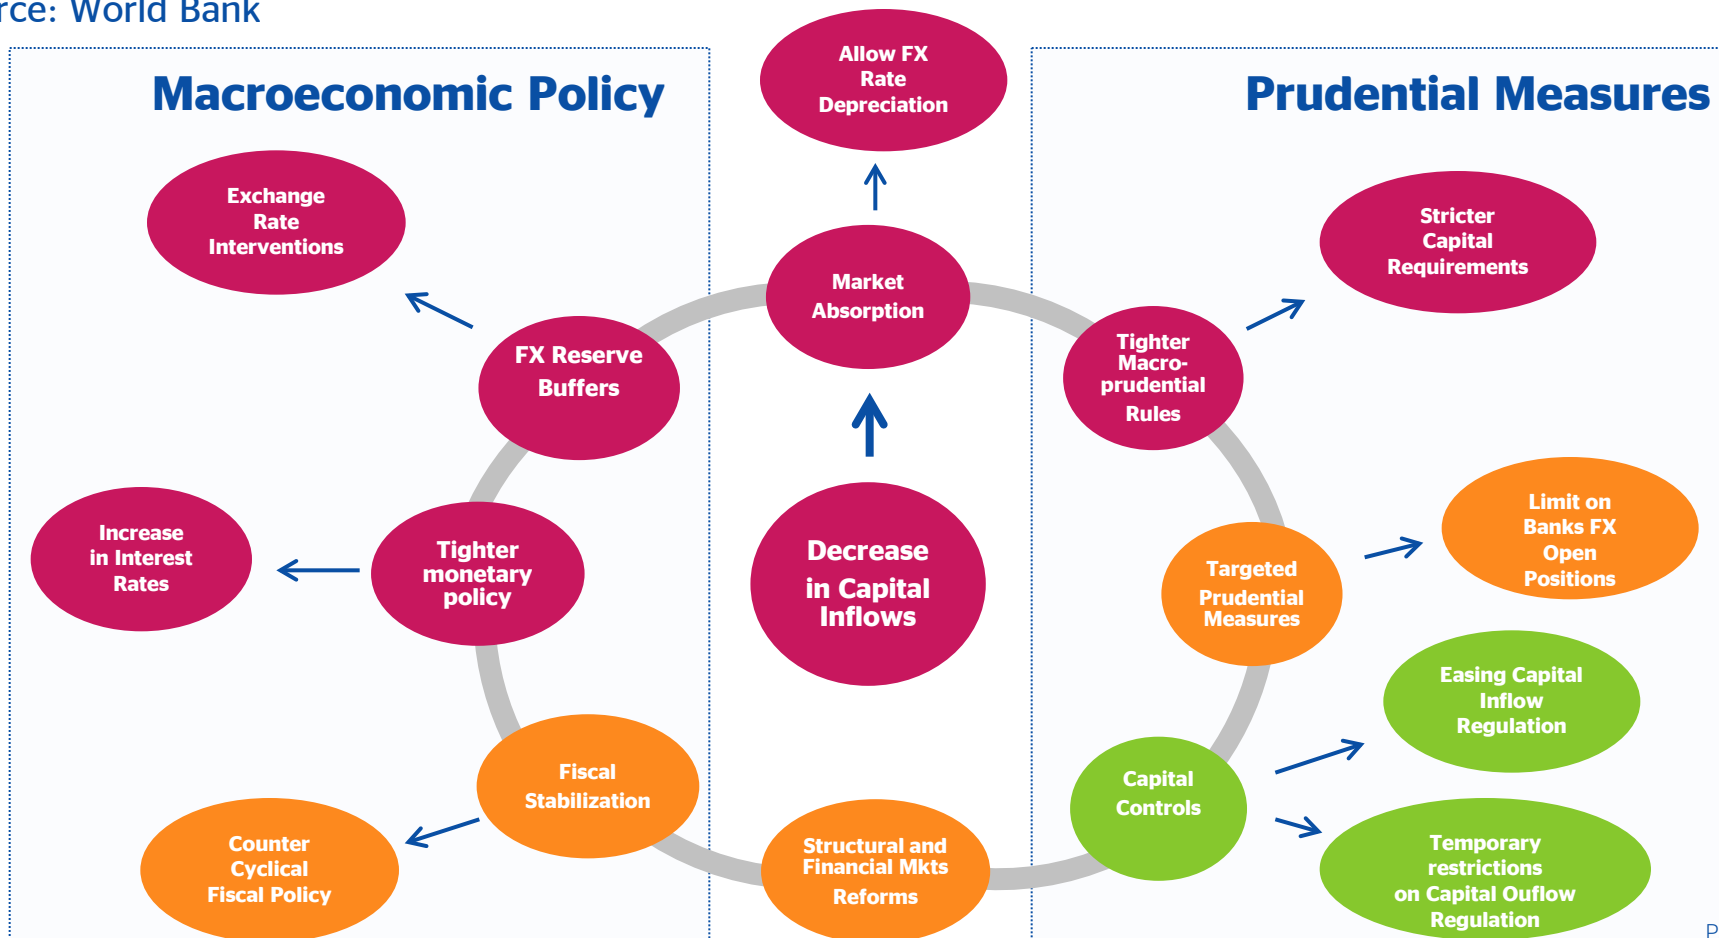 rce: World Bank
Macroeconomic Policy
Prudential Measures
Allow FX
Rate
Depreciation
Exchange
Rate
Interventions
Stricter
Capital
Requirements
Market
Absorption
FX Reserve
Buffers
Tighter
Macro-
prudential
Rules
Increase
in Interest
Rates
Tighter
monetary
policy
Decrease
in Capital
Inflows
Targeted
Prudential
Measures
Limit on
Banks FX
Open
Positions
Easing Capital
Inflow
Regulation
Fiscal
Stabilization
Capital
Controls
Counter
Cyclical
Fiscal Policy
Structural and
Financial Mkts
Reforms
Temporary
restrictions
on Capital Ouflow
Regulation
P